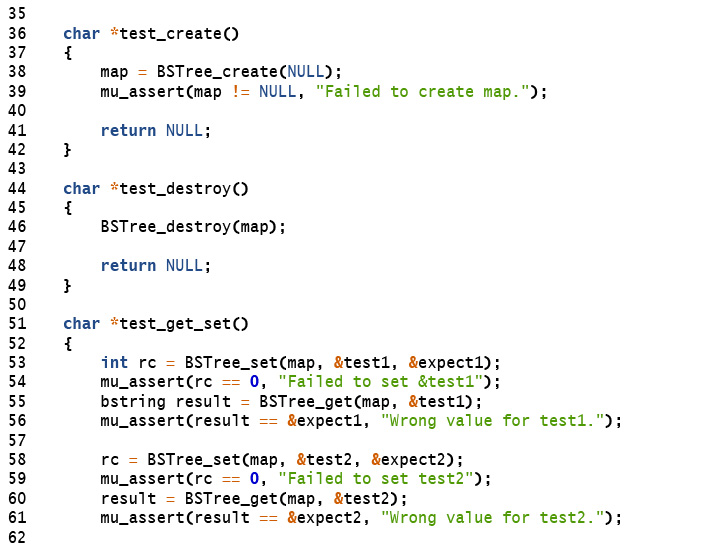 35
36 char *test_create()
37 {
38 map = BSTree_create(NULL);
39 mu_assert(map != NULL, "Failed to create map.");
40
41 return NULL;
42 }
43
44 char *test_destroy()
45 {
46 BSTree_destroy(map);
47
48 return NULL;
49 }
50
51 char *test_get_set()
52 {
53 int rc = BSTree_set(map, &test1, &expect1);
54 mu_assert(rc == 0, "Failed to set &test1");
55 bstring result = BSTree_get(map, &test1);
56 mu_assert(result == &expect1, "Wrong value for test1.");
57
58 rc = BSTree_set(map, &test2, &expect2);
59 mu_assert(rc == 0, "Failed to set test2");
60 result = BSTree_get(map, &test2);
61 mu_assert(result == &expect2, "Wrong value for test2.");
62